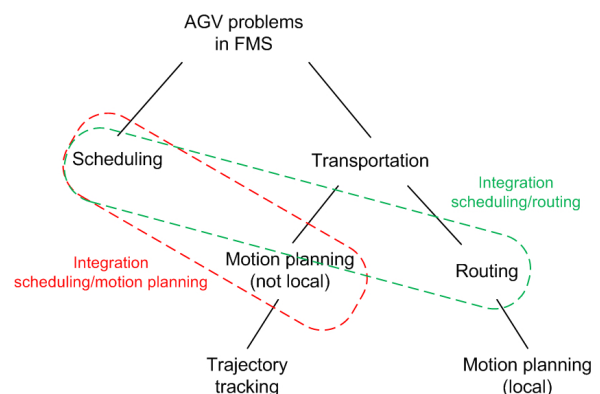 AGV problems
in FMS
Scheduling
Transportation
Integration
scheduling/routing
Integration
scheduling/motion planning
Motion planning
(not local)
Routing
Trajectory
tracking
Motion planning
(local)